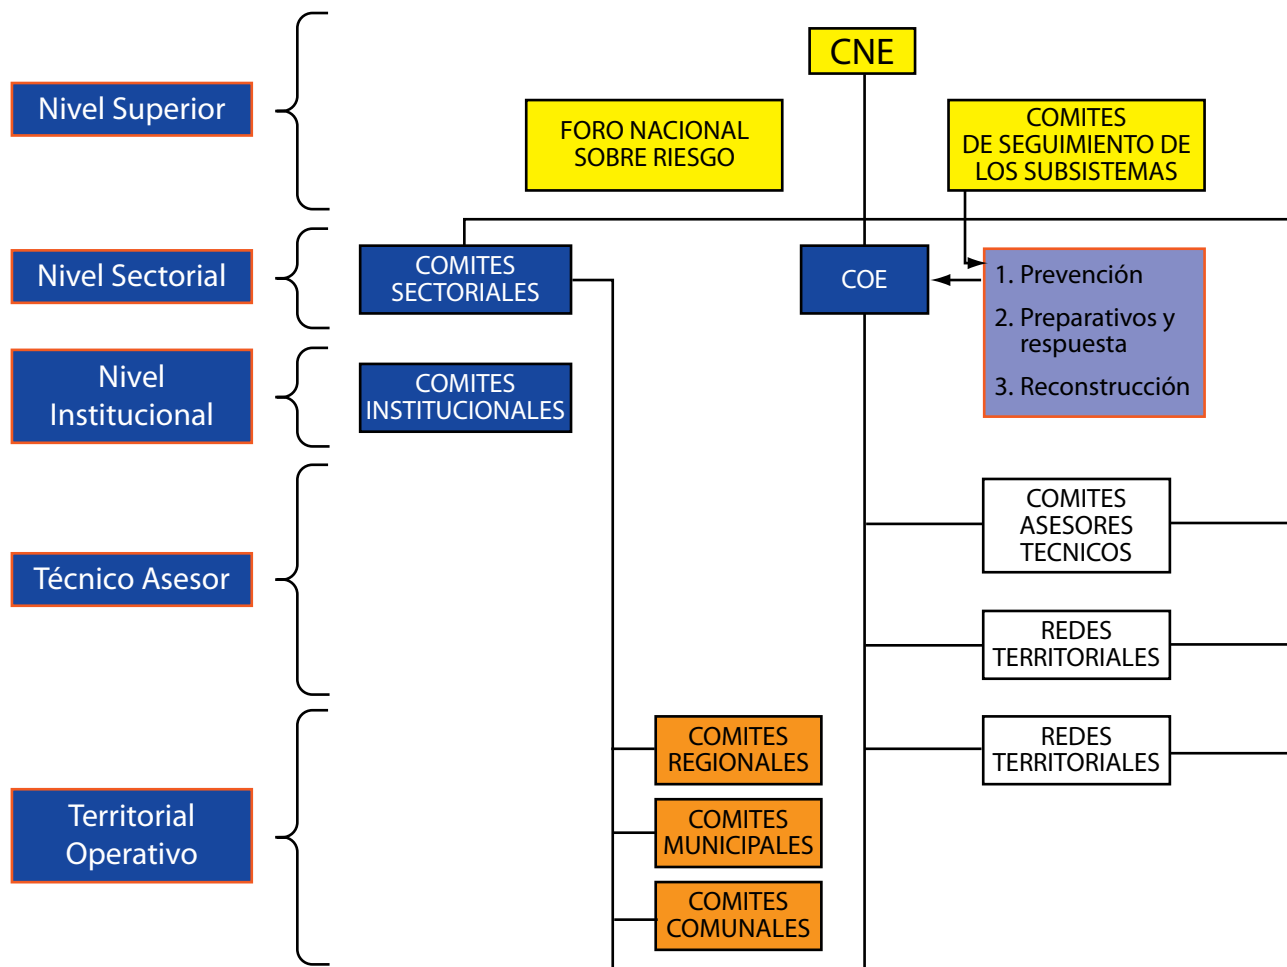 CNE
Nivel Superior
FORO NACIONAL
SOBRE RIESGO
COMITES
DE SEGUIMIENTO DE
LOS SUBSISTEMAS
Nivel Sectorial
COMITES
SECTORIALES
COE
1. Prevención
2. Preparativos y
respuesta
3. Reconstrucción
Nivel
Institucional
COMITES
INSTITUCIONALES
Técnico Asesor
COMITES
ASESORES
TECNICOS
REDES
TERRITORIALES
Territorial
Operativo
COMITES
REGIONALES
REDES
TERRITORIALES
COMITES
MUNICIPALES
COMITES
COMUNALES